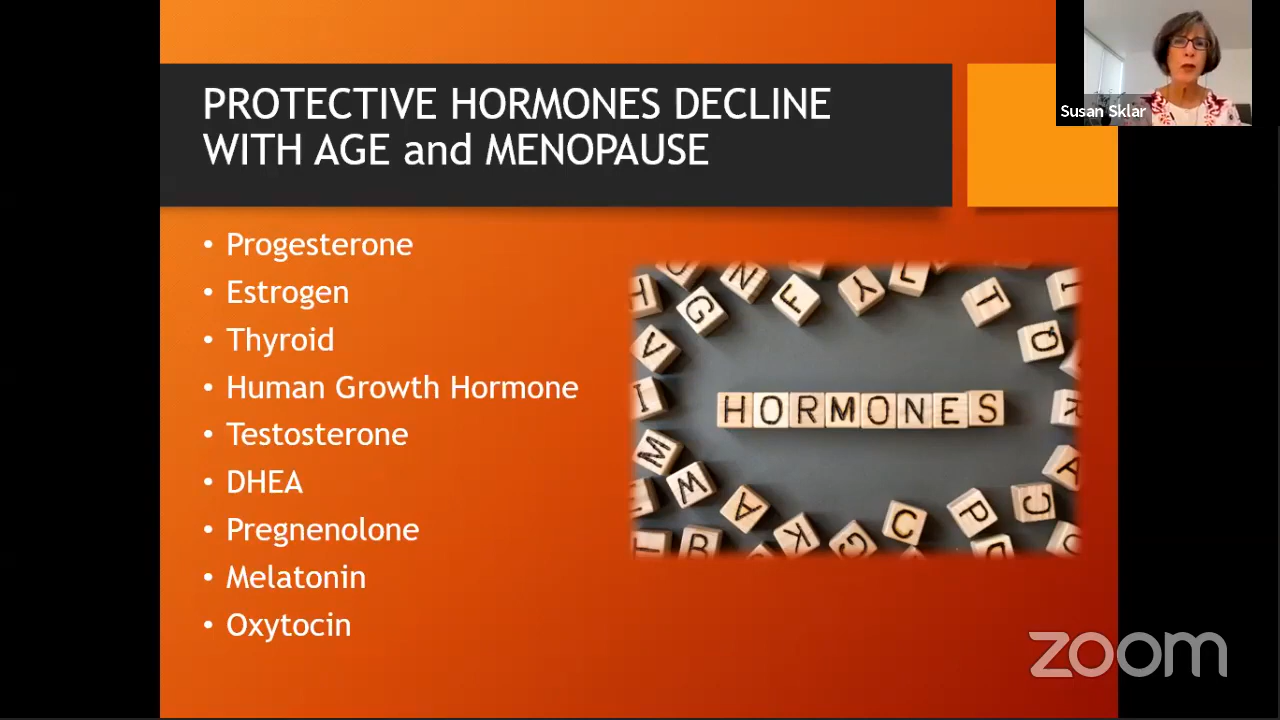 PROTECTIVE HORMONES DECLINE
WITH AGE and MENOPAUSE
Susan Sklar
• Progesterone
• Estrogen
• Thyroid
• Human Growth Hormone
• Testosterone
• DHEA
• Pregnenolone
• Melatonin
• Oxytocin
HORMONES
zoom